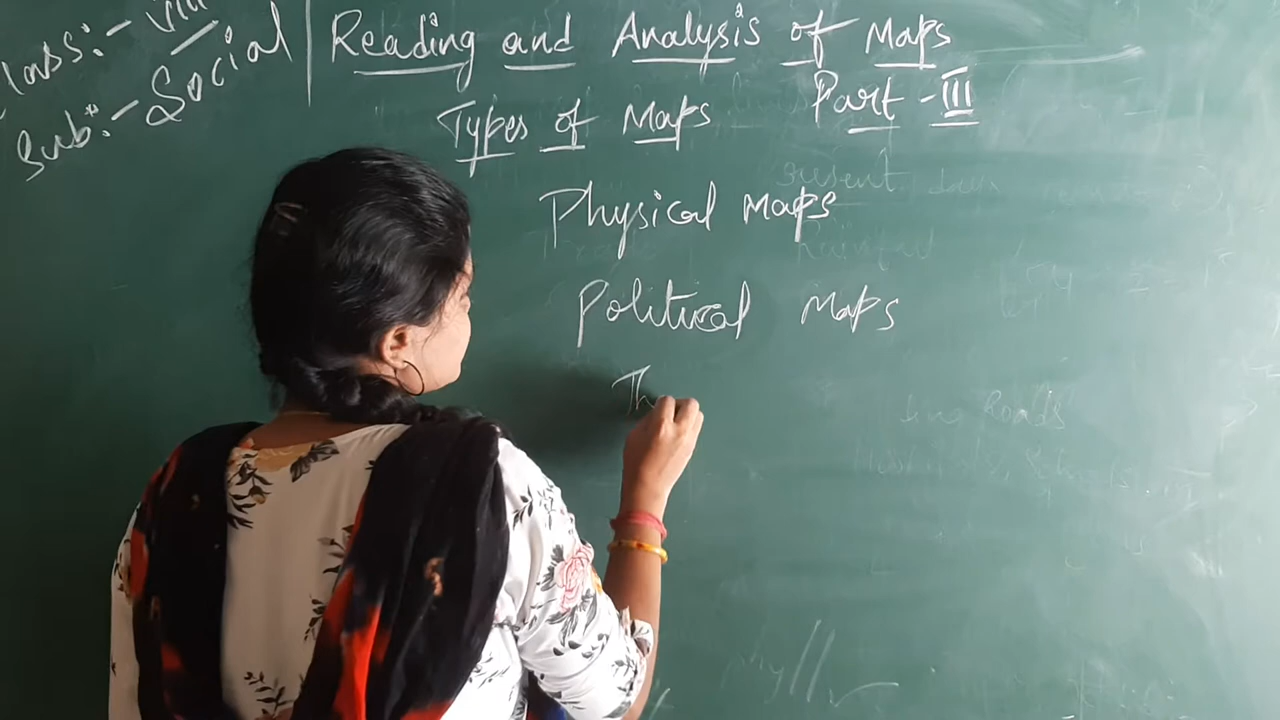 Class:- VIII
Sub:- Social
Reading and Analysis of Maps
Part - III
Types of Maps
Physical Maps
Political Maps
Th